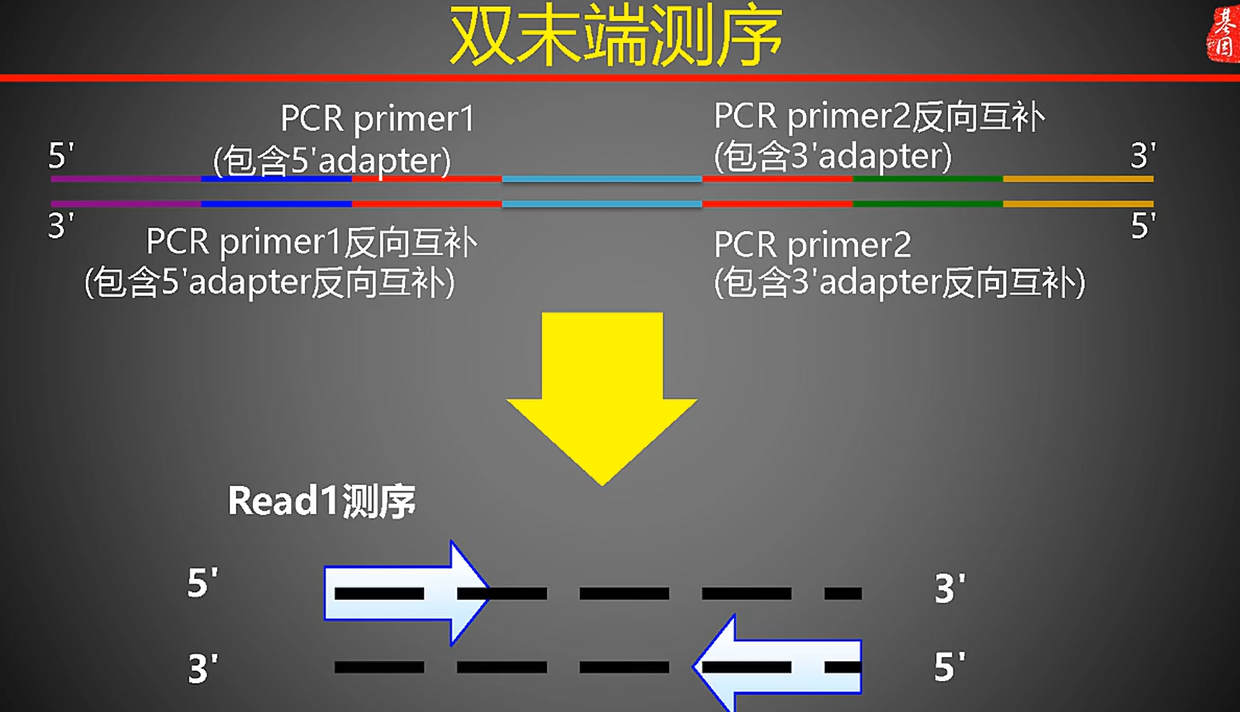 双末端测序
基因
PCR primer1
(包含5'adapter)
PCR primer2反向互补
(包含3'adapter)
5'
3'
3'
5'
PCR primer1反向互补
(包含5'adapter反向互补)
PCR primer2
(包含3'adapter反向互补)
Read1测序
5'
3'
3'
5'